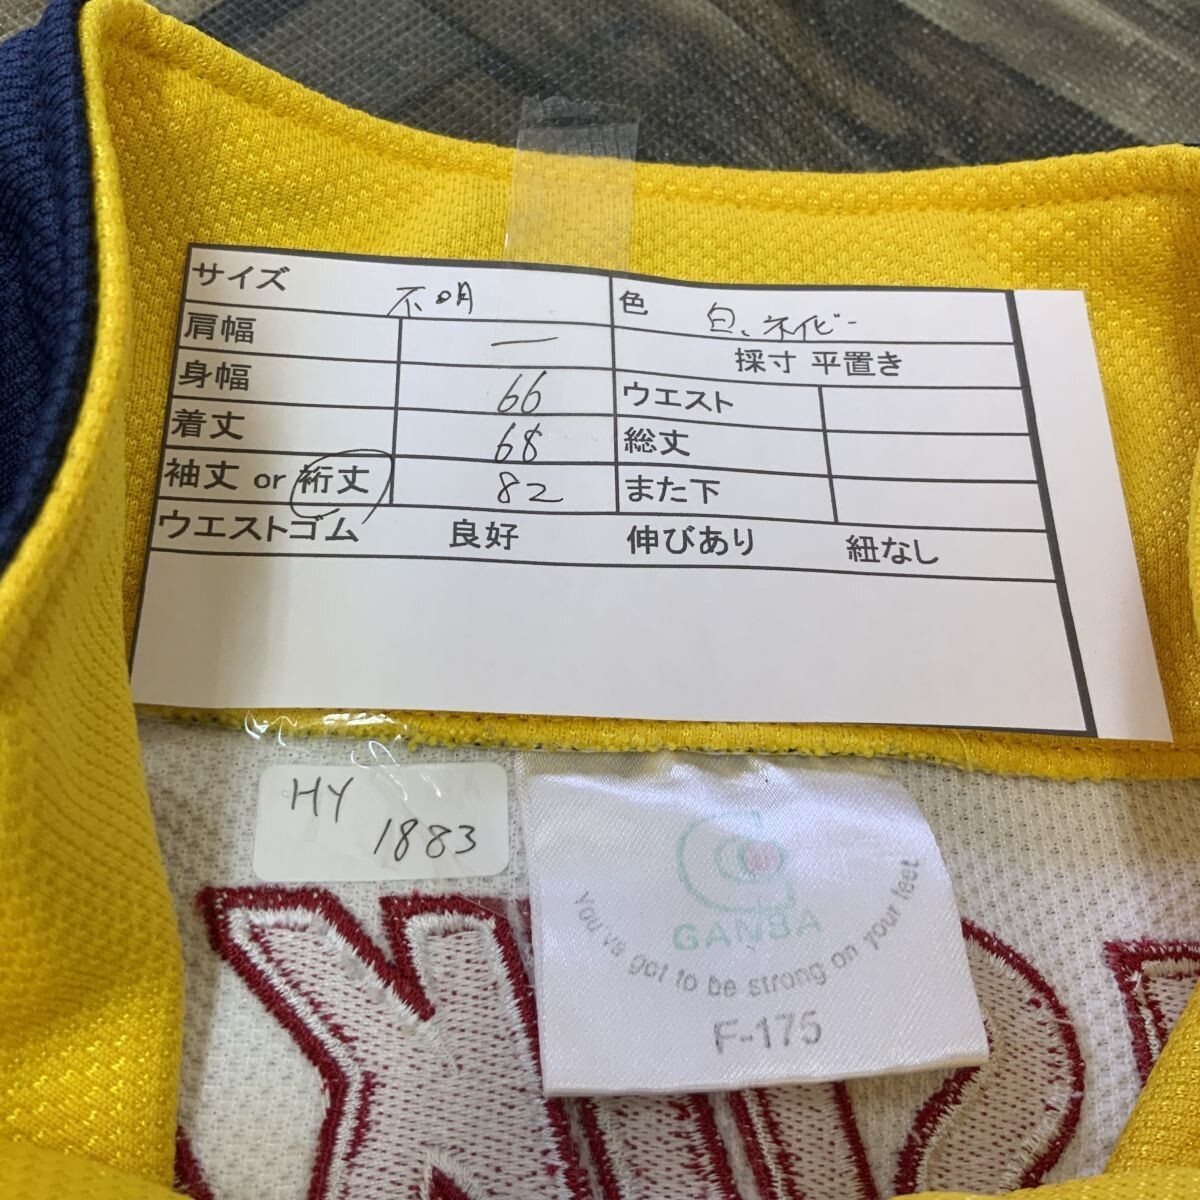 サイズ 不明 色 白、ネイビー
肩幅 — 採寸 平置き
身幅 66 ウエスト
着丈 68 総丈
袖丈 or 裄丈 82 また下
ウエストゴム 良好 伸びあり 紐なし
HY
1883
GANBA
You've got to be strong on your feet
F-175